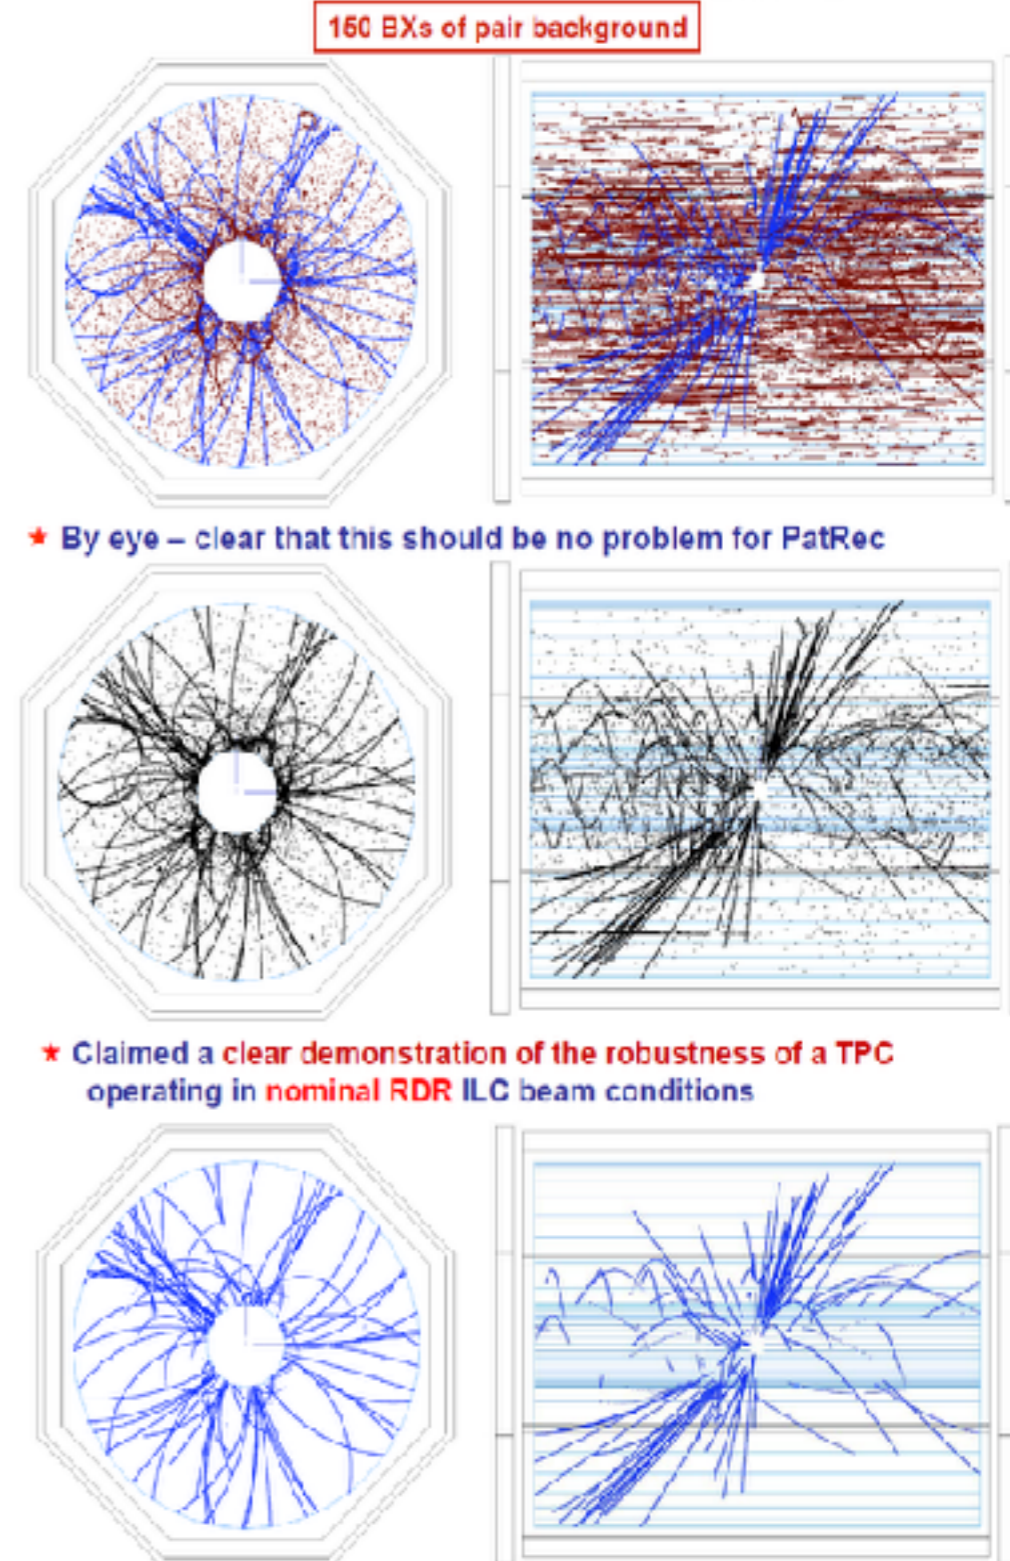 150 BXs of pair background
★ By eye – clear that this should be no problem for PatRec
★ Claimed a clear demonstration of the robustness of a TPC
operating in nominal RDR ILC beam conditions